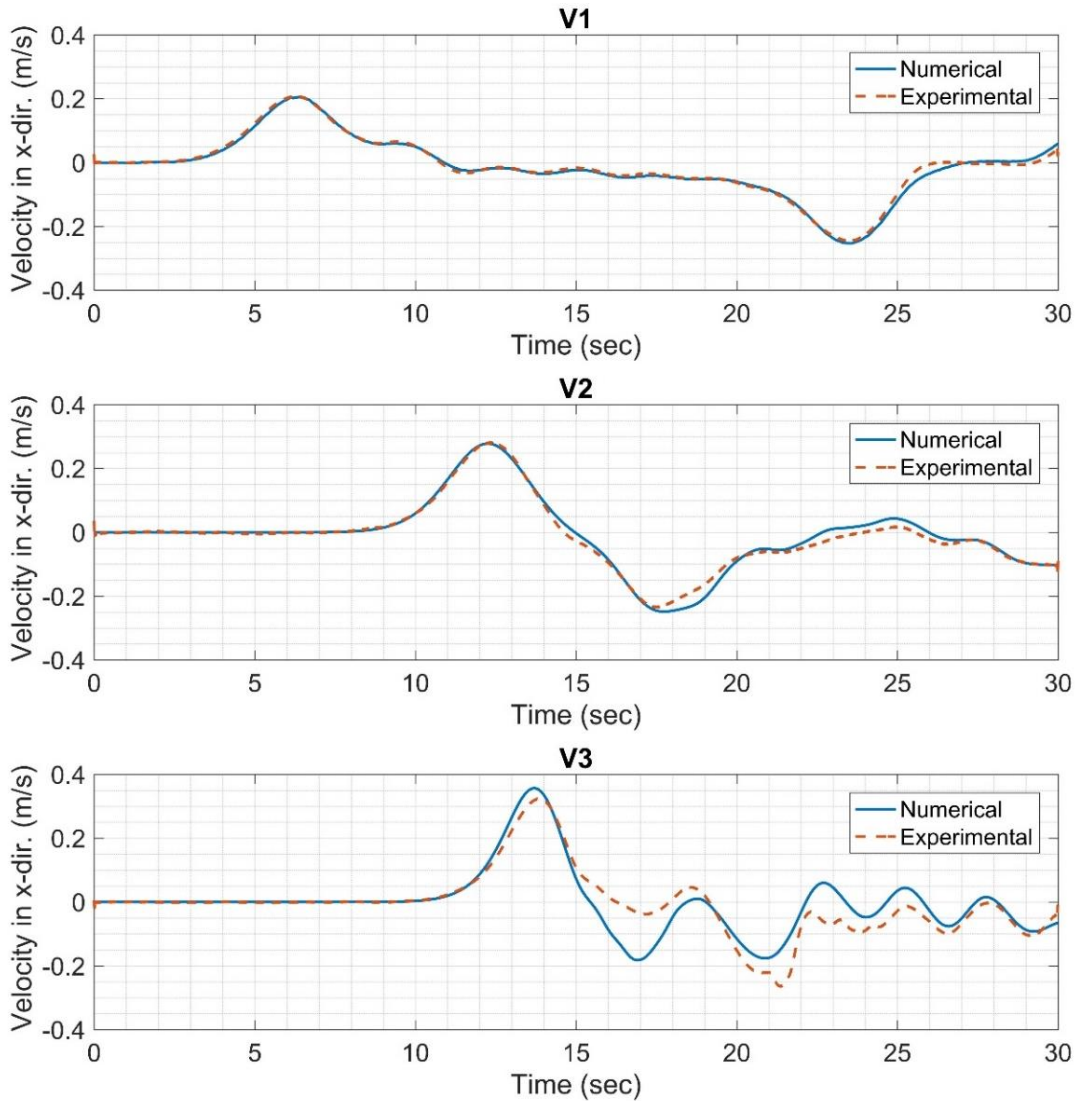 V1
0.4
0.2
0
-0.2
-0.4
Velocity in x-dir. (m/s)
Numerical
Experimental
0 5 10 15 20 25 30
Time (sec)
V2
0.4
0.2
0
-0.2
-0.4
Velocity in x-dir. (m/s)
Numerical
Experimental
0 5 10 15 20 25 30
Time (sec)
V3
0.4
0.2
0
-0.2
-0.4
Velocity in x-dir. (m/s)
Numerical
Experimental
0 5 10 15 20 25 30
Time (sec)